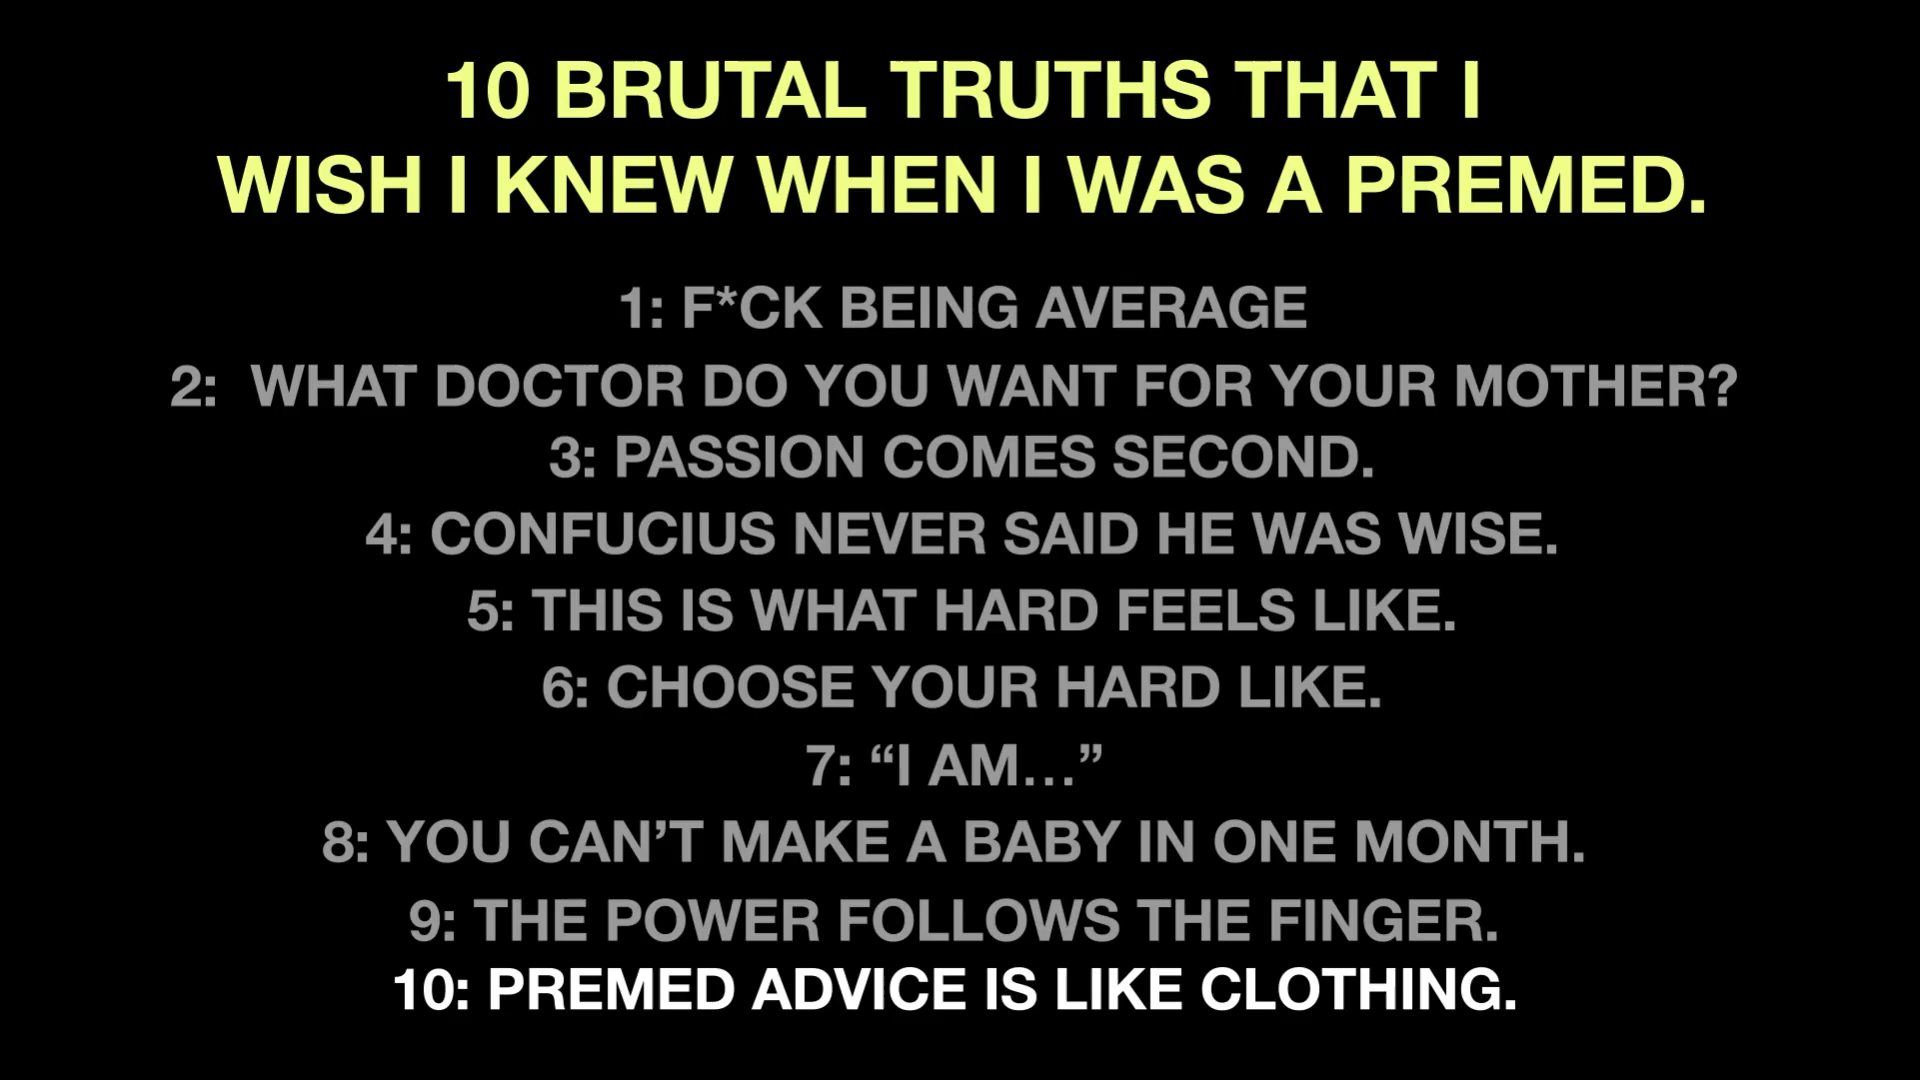 10 BRUTAL TRUTHS THAT I
WISH I KNEW WHEN I WAS A PREMED.
1: F*CK BEING AVERAGE
2:  WHAT DOCTOR DO YOU WANT FOR YOUR MOTHER?
3: PASSION COMES SECOND.
4: CONFUCIUS NEVER SAID HE WAS WISE.
5: THIS IS WHAT HARD FEELS LIKE.
6: CHOOSE YOUR HARD LIKE.
7: “I AM…”
8: YOU CAN’T MAKE A BABY IN ONE MONTH.
9: THE POWER FOLLOWS THE FINGER.
10: PREMED ADVICE IS LIKE CLOTHING.